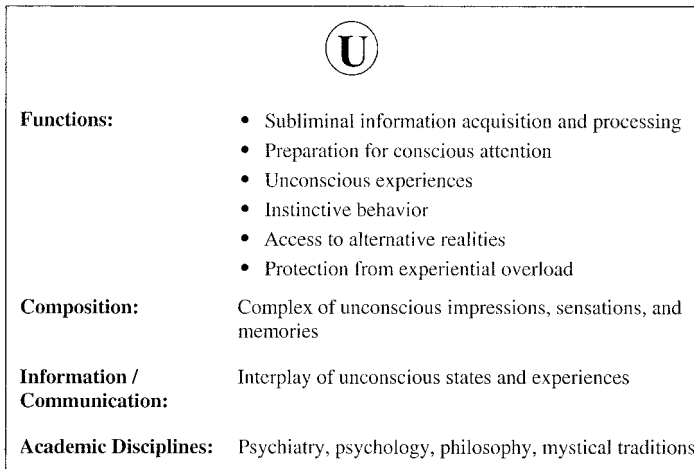 U
Functions: • Subliminal information acquisition and processing
• Preparation for conscious attention
• Unconscious experiences
• Instinctive behavior
• Access to alternative realities
• Protection from experiential overload
Composition: Complex of unconscious impressions, sensations, and
memories
Information / Interplay of unconscious states and experiences
Communication:
Academic Disciplines: Psychiatry, psychology, philosophy, mystical traditions